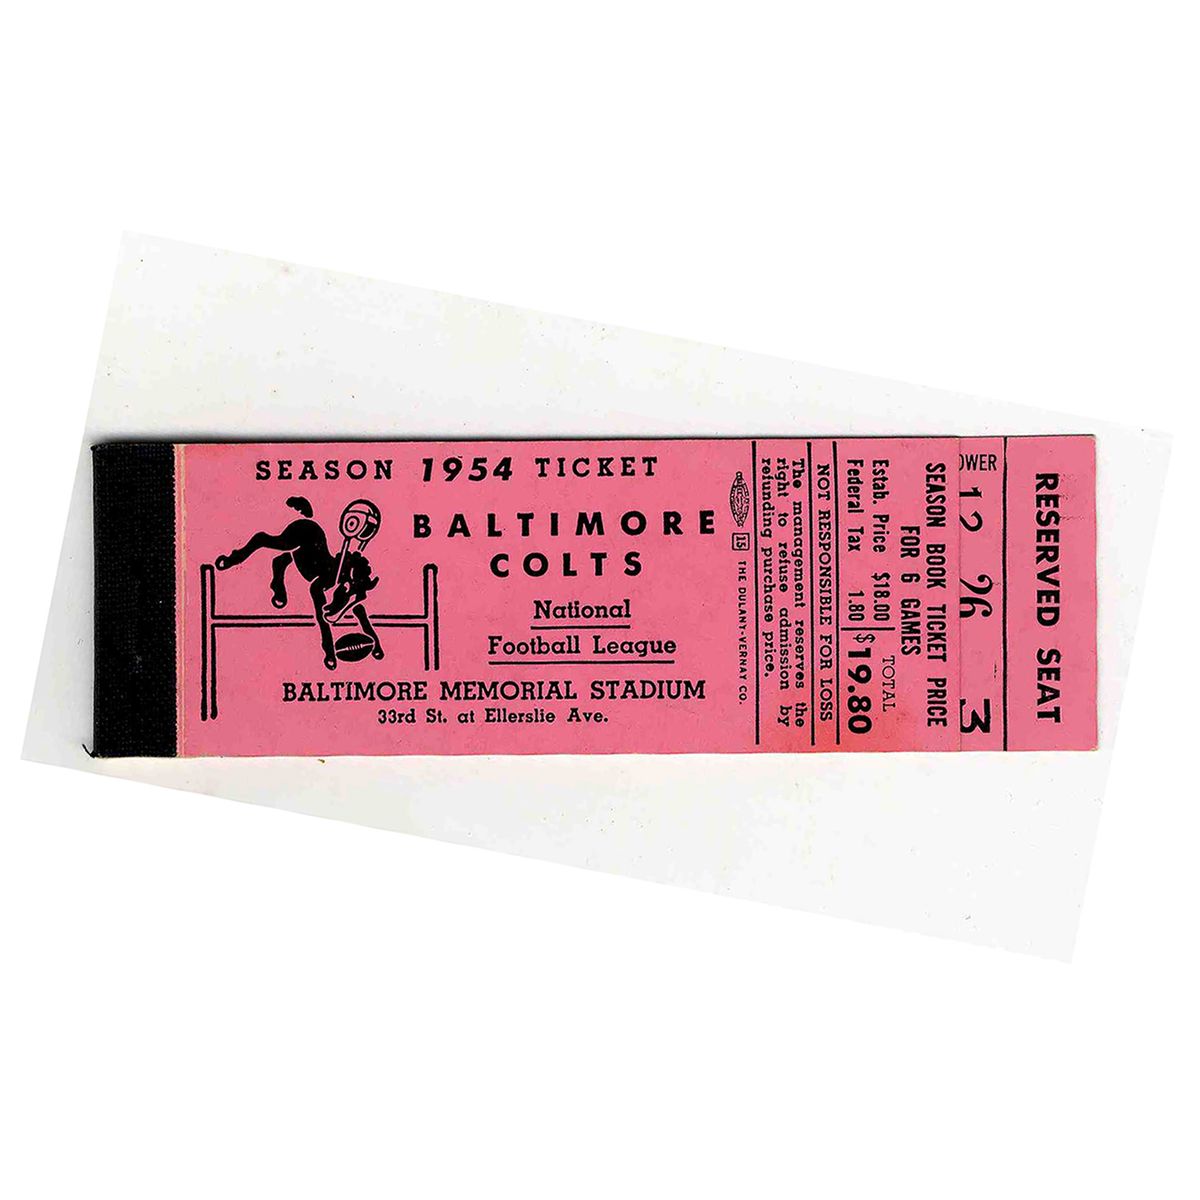 SEASON 1954 TICKET
BALTIMORE
COLTS
National
Football League
BALTIMORE MEMORIAL STADIUM
33rd St. at Ellerslie Ave.
15 THE DULANY-VERNAY CO.
RESERVED SEAT
OWER
12 26 3
SEASON BOOK TICKET PRICE
FOR 6 GAMES
TOTAL
Estab. Price $18.00
Federal Tax 1.80
$19.80
NOT RESPONSIBLE FOR LOSS
The management reserves the
right to refuse admission by
refunding purchase price.